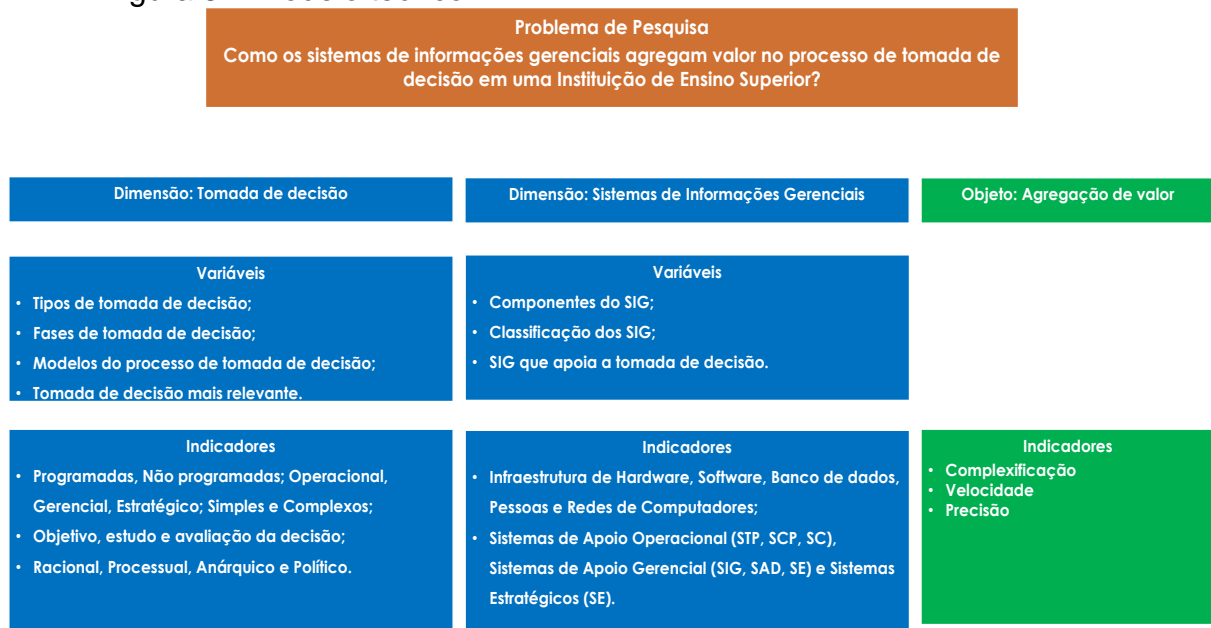 Problema de Pesquisa
Como os sistemas de informações gerenciais agregam valor no processo de tomada de
decisão em uma Instituição de Ensino Superior?
Dimensão: Tomada de decisão
Dimensão: Sistemas de Informações Gerenciais
Objeto: Agregação de valor
Variáveis
• Tipos de tomada de decisão;
• Fases de tomada de decisão;
• Modelos do processo de tomada de decisão;
• Tomada de decisão mais relevante.
Variáveis
• Componentes do SIG;
• Classificação dos SIG;
• SIG que apoia a tomada de decisão.
Indicadores
• Programadas, Não programadas; Operacional,
Gerencial, Estratégico; Simples e Complexos;
• Objetivo, estudo e avaliação da decisão;
• Racional, Processual, Anárquico e Político.
Indicadores
• Infraestrutura de Hardware, Software, Banco de dados,
Pessoas e Redes de Computadores;
• Sistemas de Apoio Operacional (STP, SCP, SC),
Sistemas de Apoio Gerencial (SIG, SAD, SE) e Sistemas
Estratégicos (SE).
Indicadores
• Complexificação
• Velocidade
• Precisão